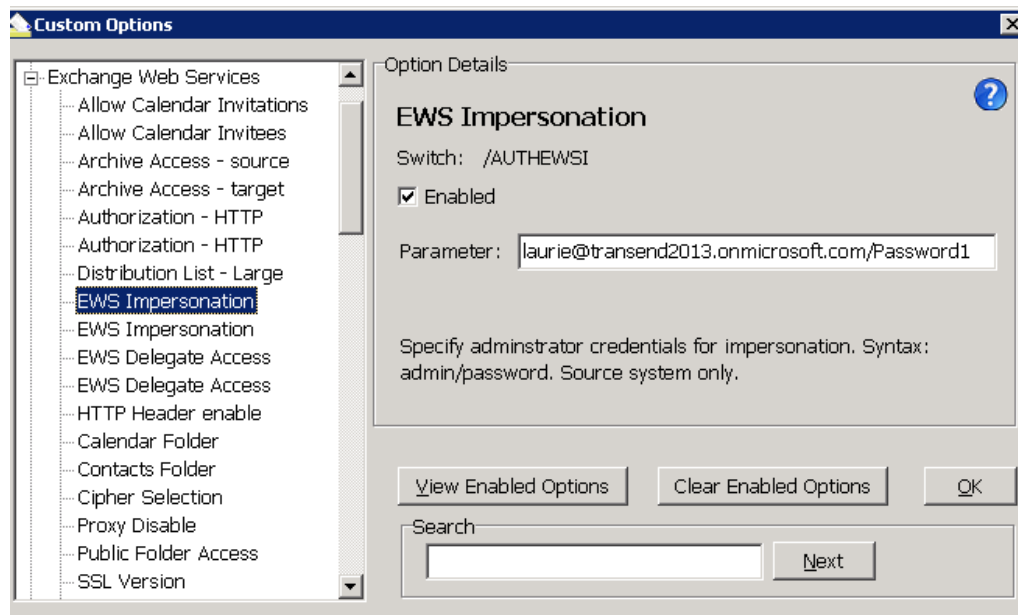 Custom Options
Exchange Web Services
Allow Calendar Invitations
Allow Calendar Invitees
Archive Access - source
Archive Access - target
Authorization - HTTP
Authorization - HTTP
Distribution List - Large
EWS Impersonation
EWS Impersonation
EWS Delegate Access
EWS Delegate Access
HTTP Header enable
Calendar Folder
Contacts Folder
Cipher Selection
Proxy Disable
Public Folder Access
SSL Version
Option Details
?
EWS Impersonation
Switch: /AUTHEWSI
Enabled
Parameter: laurie@transend2013.onmicrosoft.com/Password1
Specify adminstrator credentials for impersonation. Syntax:
admin/password. Source system only.
View Enabled Options Clear Enabled Options OK
Search
Next